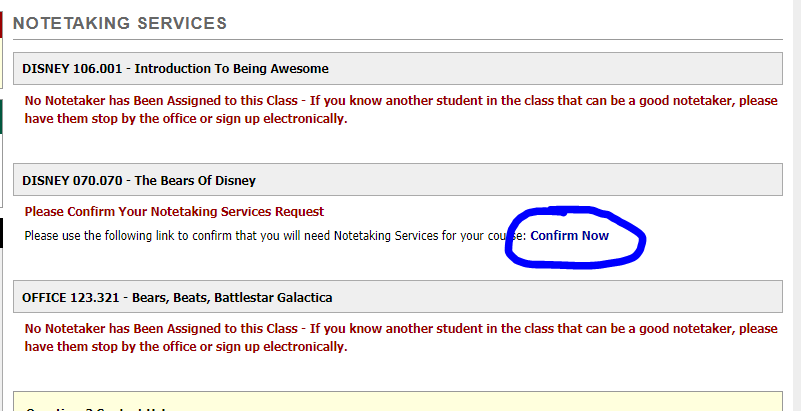 NOTETAKING SERVICES
DISNEY 106.001 - Introduction To Being Awesome
No Notetaker has Been Assigned to this Class - If you know another student in the class that can be a good notetaker, please
have them stop by the office or sign up electronically.
DISNEY 070.070 - The Bears Of Disney
Please Confirm Your Notetaking Services Request
Please use the following link to confirm that you will need Notetaking Services for your course: Confirm Now
OFFICE 123.321 - Bears, Beats, Battlestar Galactica
No Notetaker has Been Assigned to this Class - If you know another student in the class that can be a good notetaker, please
have them stop by the office or sign up electronically.